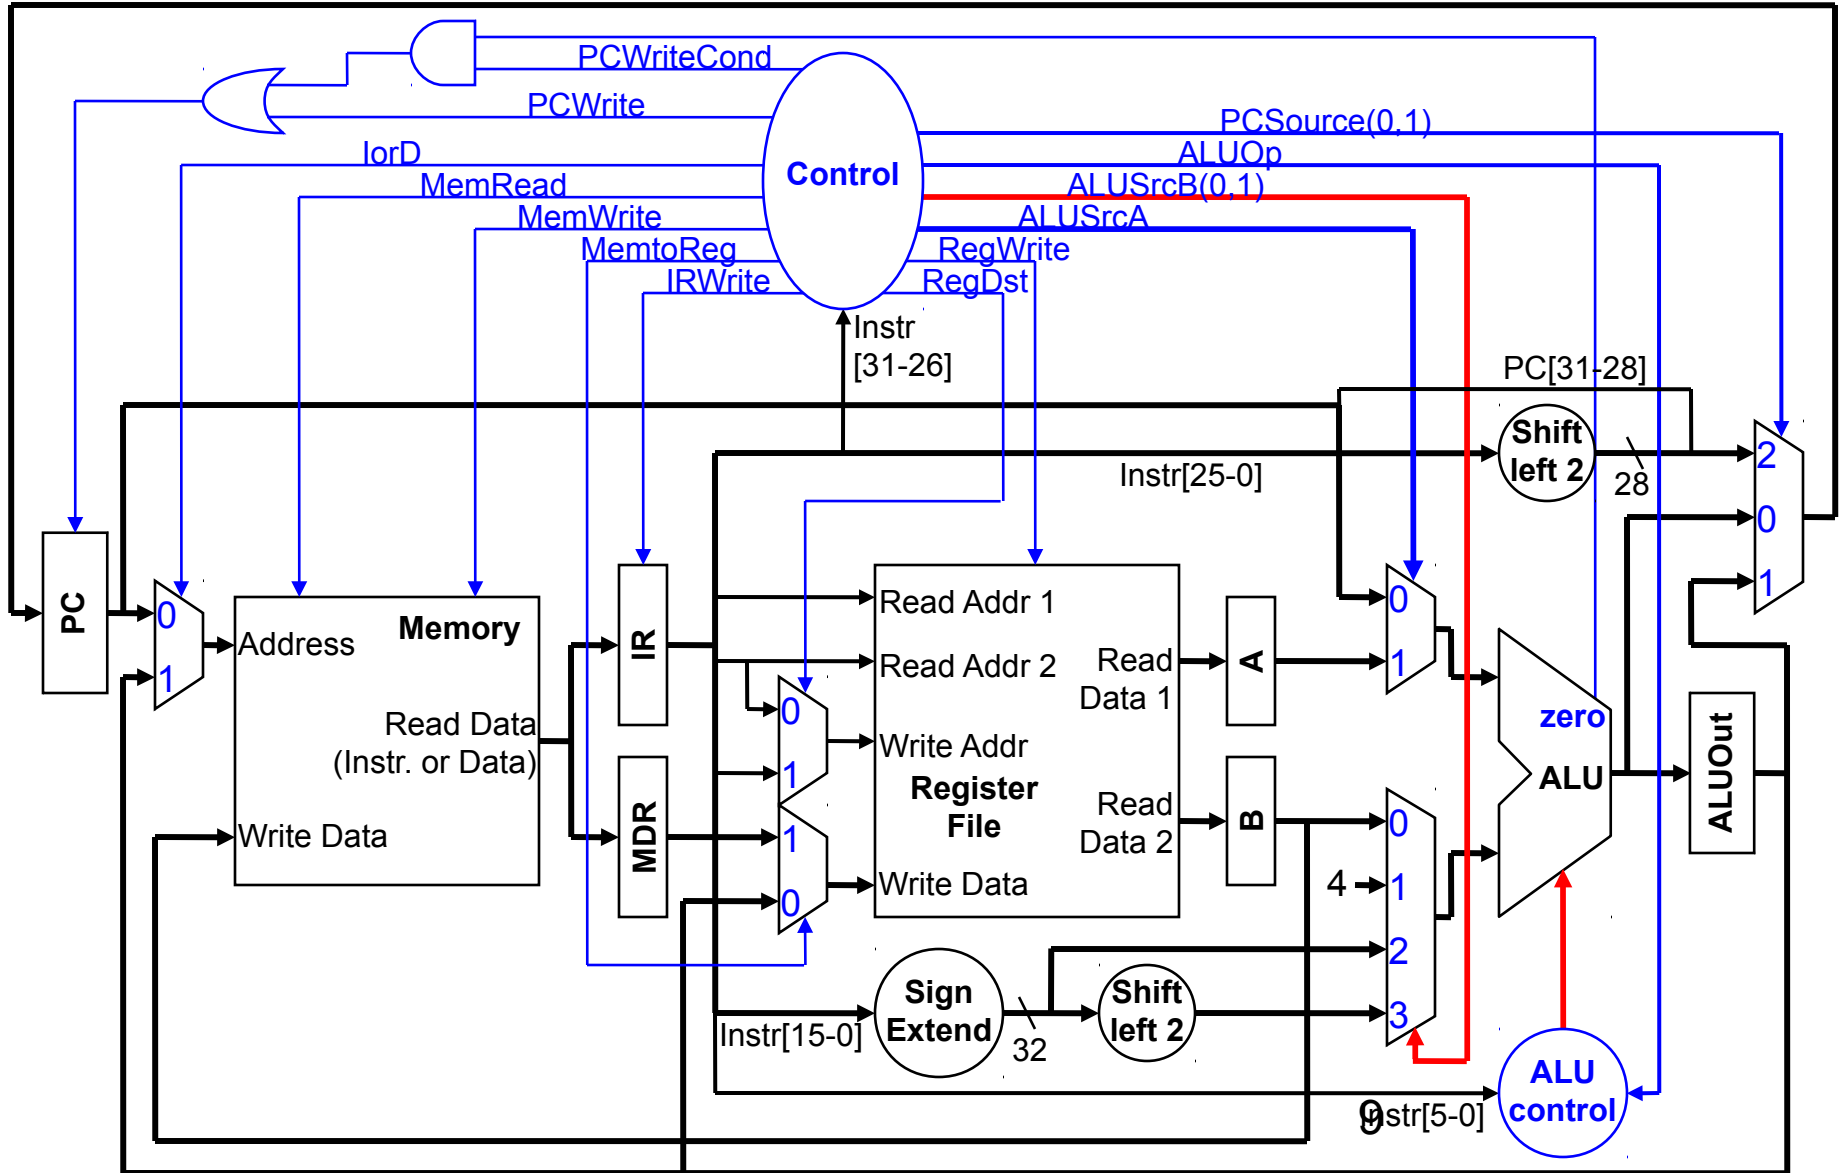 PCWriteCond
PCWrite
PCSource(0,1)
IorD
ALUOp
MemRead
Control
ALUSrcB(0,1)
MemWrite
ALUSrcA
MemtoReg
RegWrite
IRWrite
RegDst
Instr
[31-26]
PC[31-28]
Shift
left 2
2
Instr[25-0]
28
0
1
PC
0
1
Address
Memory
Read Data
(Instr. or Data)
Write Data
IR
MDR
0
1
1
0
Read Addr 1
Read Addr 2
Write Addr
Register
File
Write Data
Read
Data 1
Read
Data 2
A
B
0
1
zero
ALU
ALUOut
0
4
1
2
3
Sign
Extend
Shift
left 2
Instr[15-0]
32
ALU
control
9
Instr[5-0]